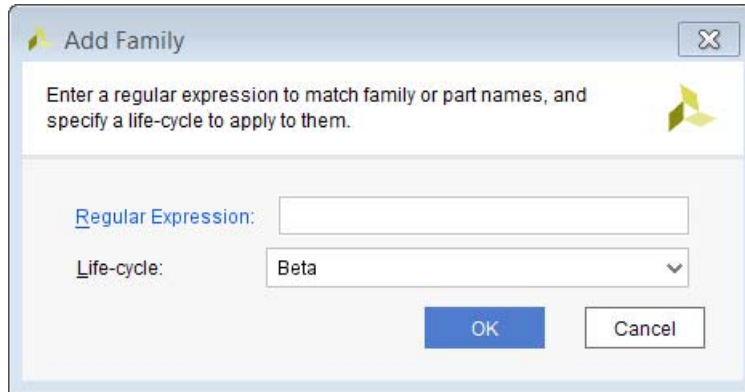 Add Family
Enter a regular expression to match family or part names, and
specify a life-cycle to apply to them.
Regular Expression:
Life-cycle: Beta
OK Cancel